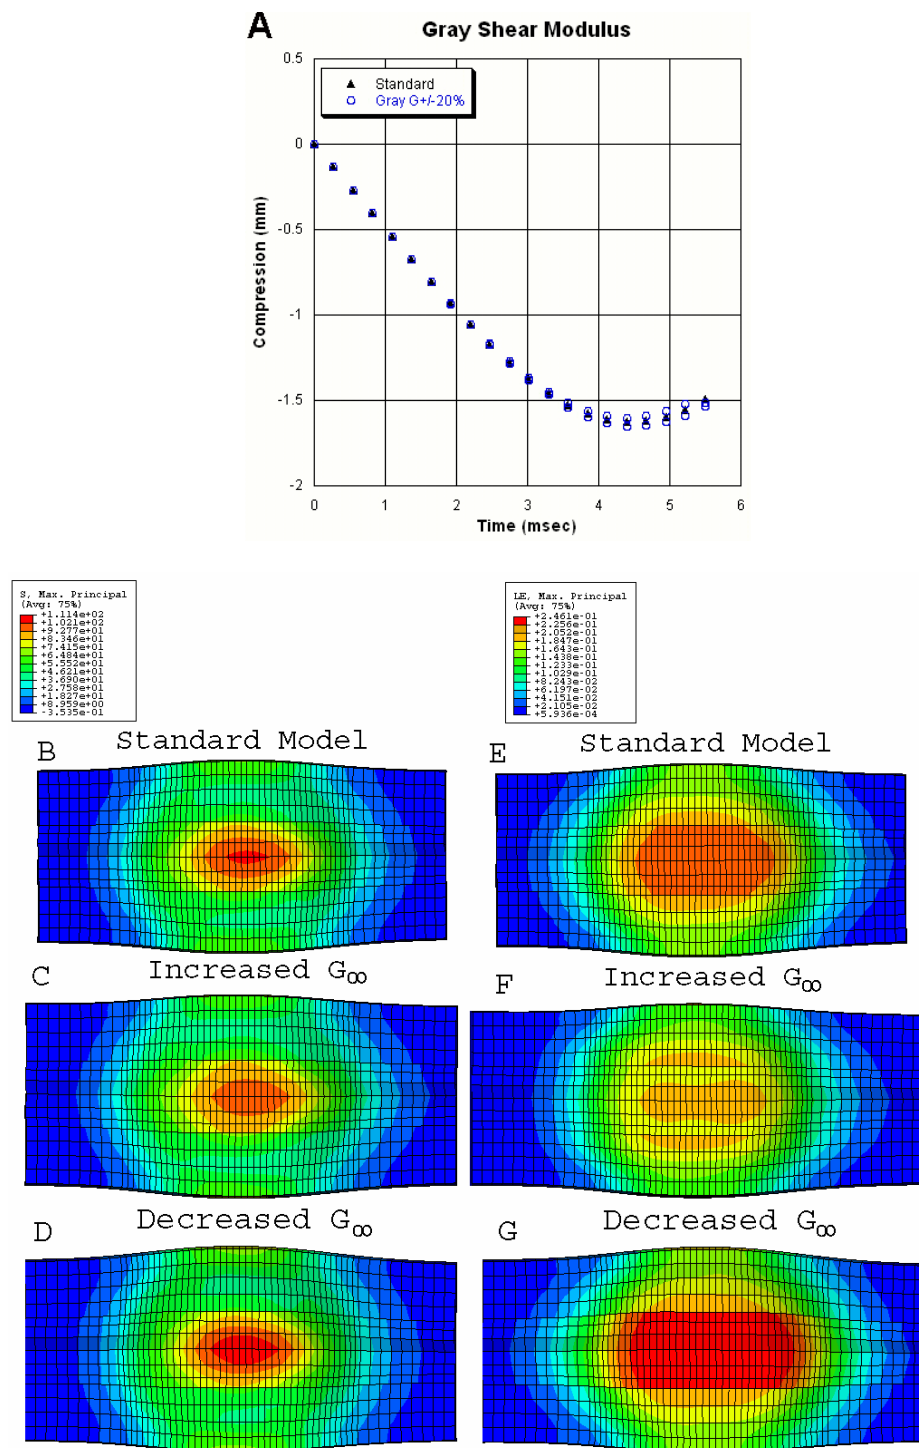 A
Gray Shear Modulus
0.5
Standard
Gray G+/-20%
0
-0.5
-1
-1.5
-2
Compression (mm)
0 1 2 3 4 5 6
Time (msec)
S, Max. Principal
(Avg: 75%)
+1.114e+02
+1.021e+02
+9.277e+01
+8.346e+01
+7.415e+01
+6.484e+01
+5.552e+01
+4.621e+01
+3.690e+01
+2.758e+01
+1.827e+01
+8.959e+00
-3.535e-01
LE, Max. Principal
(Avg: 75%)
+2.461e-01
+2.256e-01
+2.052e-01
+1.847e-01
+1.643e-01
+1.438e-01
+1.233e-01
+1.029e-01
+8.243e-02
+6.197e-02
+4.151e-02
+2.105e-02
+5.936e-04
B Standard Model
E Standard Model
C Increased G∞
F Increased G∞
D Decreased G∞
G Decreased G∞